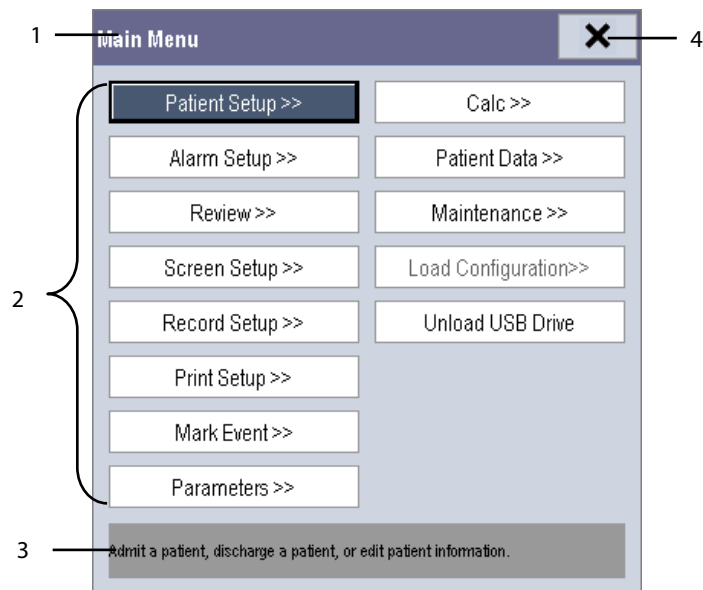 1
Main Menu
4
2
Patient Setup >>
Alarm Setup >>
Review >>
Screen Setup >>
Record Setup >>
Print Setup >>
Mark Event >>
Parameters >>
Calc >>
Patient Data >>
Maintenance >>
Load Configuration>>
Unload USB Drive
3
Admit a patient, discharge a patient, or edit patient information.